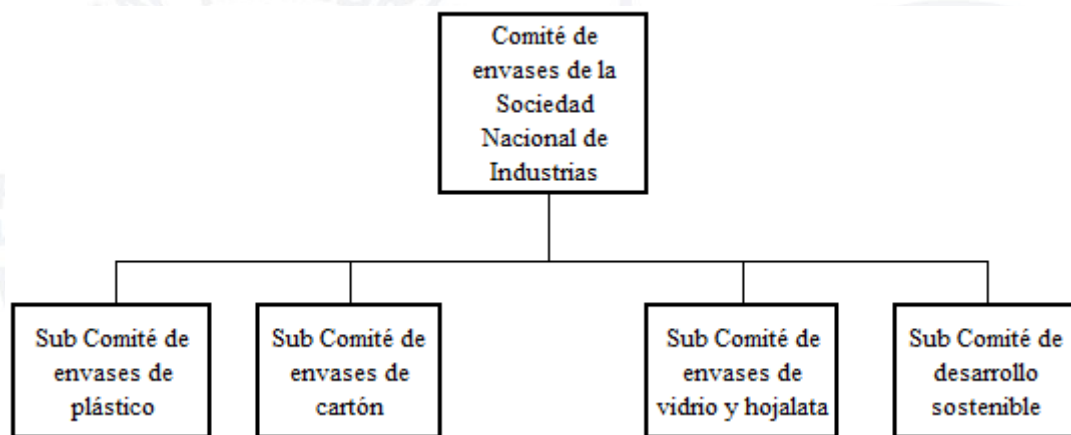 Comité de
envases de la
Sociedad
Nacional de
Industrias
Sub Comité de
envases de
plástico
Sub Comité de
envases de
cartón
Sub Comité de
envases de
vidrio y hojalata
Sub Comité de
desarrollo
sostenible